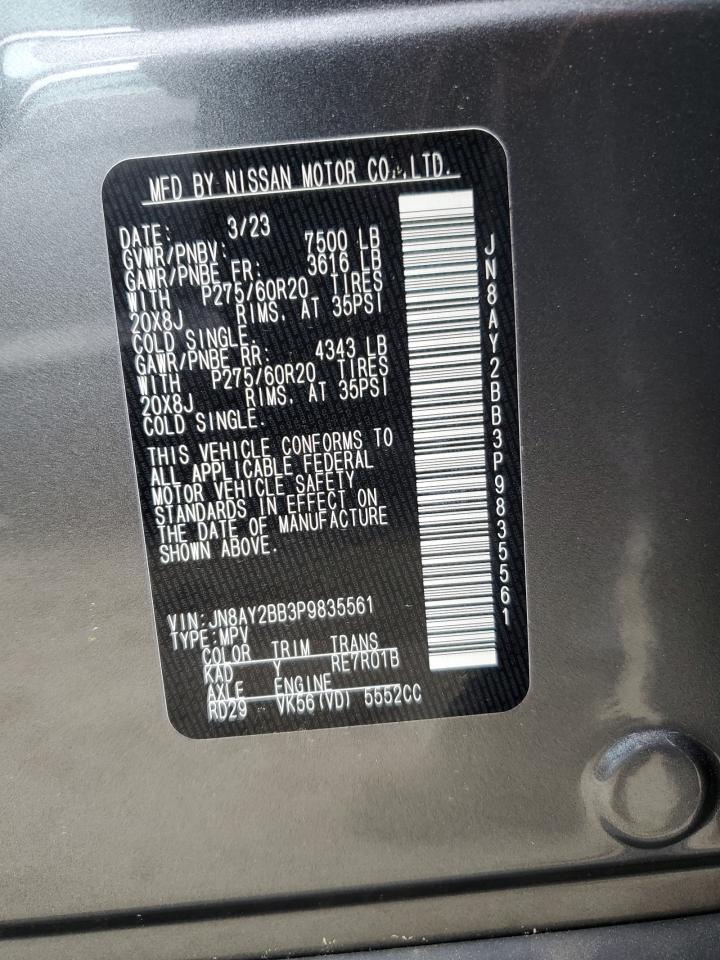 MFD BY NISSAN MOTOR CO.,LTD.
DATE: 3/23
GVWR/PNBV: 7500 LB
GAWR/PNBE FR: 3616 LB
WITH P275/60R20 TIRES
20X8J RIMS, AT 35PSI
COLD SINGLE.
GAWR/PNBE RR: 4343 LB
WITH P275/60R20 TIRES
20X8J RIMS, AT 35PSI
COLD SINGLE.
THIS VEHICLE CONFORMS TO
ALL APPLICABLE FEDERAL
MOTOR VEHICLE SAFETY
STANDARDS IN EFFECT ON
THE DATE OF MANUFACTURE
SHOWN ABOVE.
VIN:JN8AY2BB3P9835561
TYPE:MPV
COLOR TRIM TRANS
KAD Y RE7R01B
AXLE ENGINE
RD29 VK56(VD) 5552CC
JN8AY2BB3P9835561